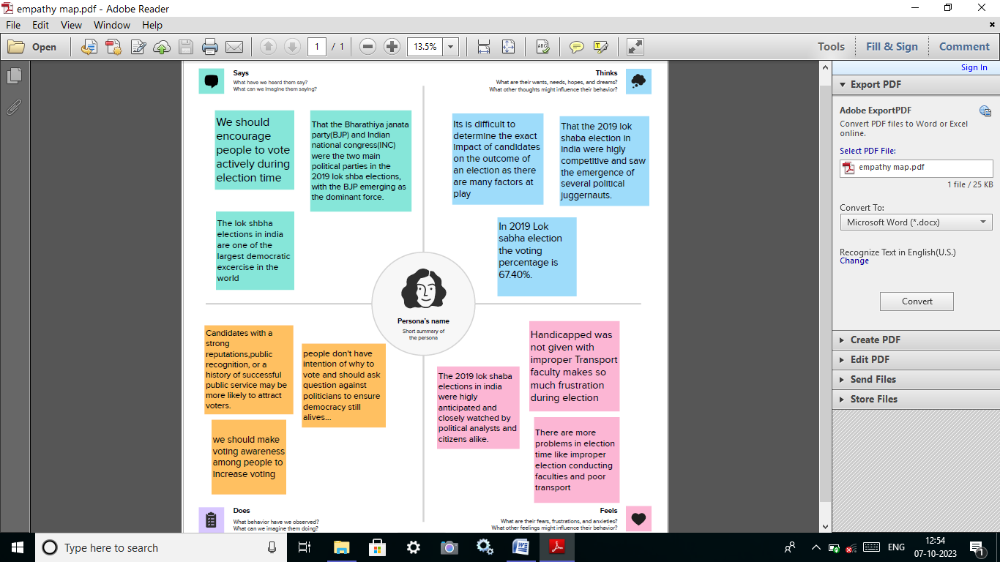 empathy map.pdf - Adobe Reader
File Edit View Window Help
Open
1 / 1
13.5%
Tools Fill & Sign Comment
Says
What have we heard them say?
What can we imagine them saying?
Thinks
What are their wants, needs, hopes, and dreams?
What other thoughts might influence their behavior?
We should
encourage
people to vote
actively during
election time
That the Bharathiya janata
party(BJP) and Indian
national congress(INC)
were the two main
political parties in the
2019 lok shba elections,
with the BJP emerging as
the dominant force.
The lok shbha
elections in india
are one of the
largest democratic
excercise in the
world
Its is difficult to
determine the exact
impact of candidates
on the outcome of
an election as there
are many factors at
play
That the 2019 lok
shaba election in
india were higly
competitive and saw
the emergence of
several political
juggernauts.
In 2019 Lok
sabha election
the voting
percentage is
67.40%.
Persona's name
Short summary of
the persona
Candidates with a
strong
reputations,public
recognition, or a
history of successful
public service may be
more likely to attract
voters.
people don't have
intention of why to
vote and should ask
question against
politicians to ensure
democracy still
alives...
we should make
voting awareness
among people to
increase voting
The 2019 lok shaba
elections in india
were higly
anticipated and
closely watched by
political analysts and
citizens alike.
Handicapped was
not given with
improper Transport
faculty makes so
much frustration
during election
There are more
problems in election
time like improper
election conducting
faculties and poor
transport
Does
What behavior have we observed?
What can we imagine them doing?
Feels
What are their fears, frustrations, and anxieties?
What other feelings might influence their behavior?
Sign In
Export PDF
Adobe ExportPDF
Convert PDF files to Word or Excel
online.
Select PDF File:
empathy map.pdf
1 file / 25 KB
Convert To:
Microsoft Word (*.docx)
Recognize Text in English(U.S.)
Change
Convert
Create PDF
Edit PDF
Send Files
Store Files
Type here to search
ENG
12:54
07-10-2023
1